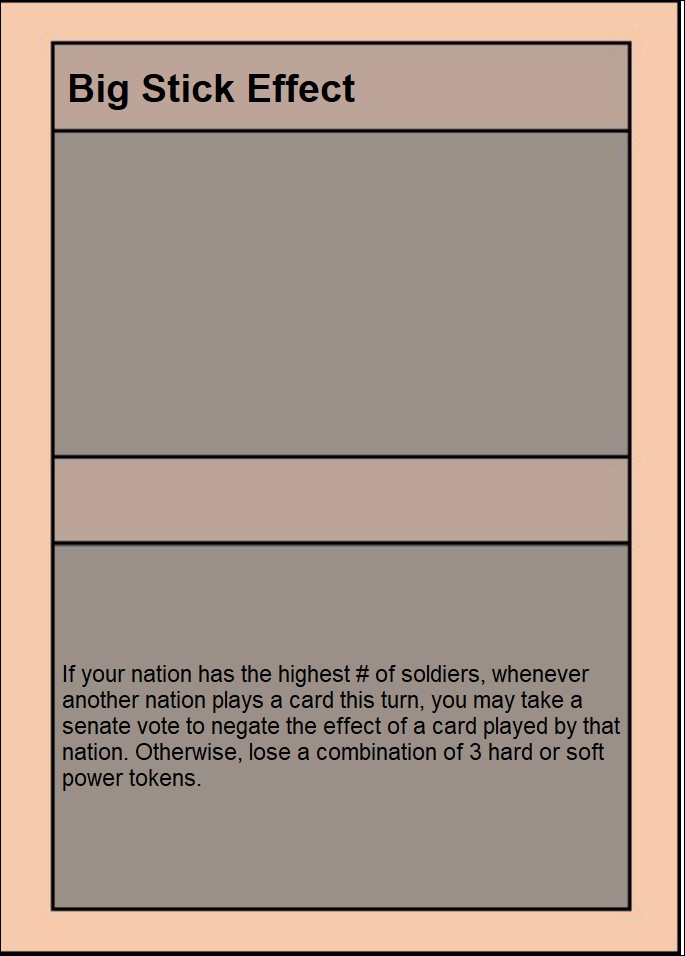 Big Stick Effect
If your nation has the highest # of soldiers, whenever
another nation plays a card this turn, you may take a
senate vote to negate the effect of a card played by that
nation. Otherwise, lose a combination of 3 hard or soft
power tokens.